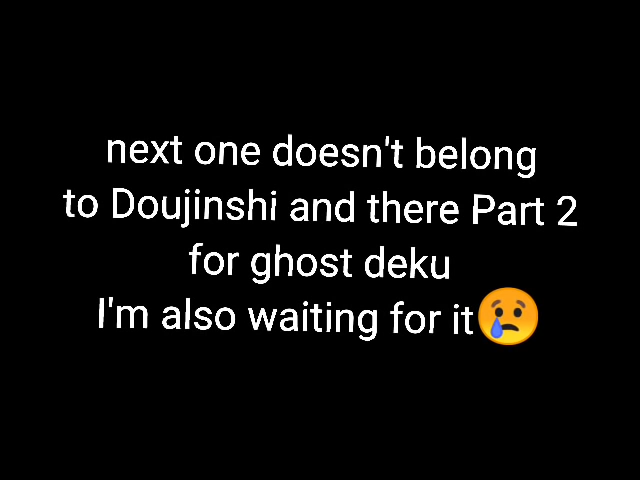 next one doesn't belong
to Doujinshi and there Part 2
for ghost deku
I'm also waiting for it😢